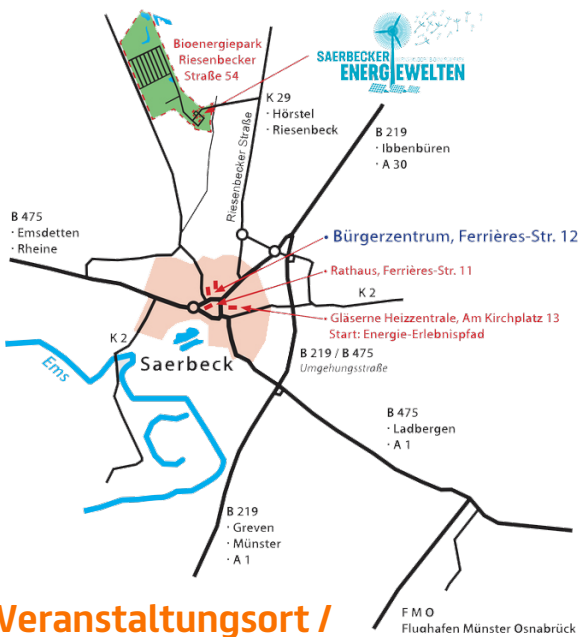 Bioenergiepark
Riesenbecker
Straße 54
SAERBECKER
ENERGIEWELTEN
K 29
· Hörstel
· Riesenbeck
Riesenbecker Straße
B 219
· Ibbenbüren
· A 30
B 475
· Emsdetten
· Rheine
· Bürgerzentrum, Ferrières-Str. 12
· Rathaus, Ferrières-Str. 11
K 2
· Gläserne Heizzentrale, Am Kirchplatz 13
Start: Energie-Erlebnispfad
K 2
Ems
Saerbeck
B 219 / B 475
Umgehungsstraße
B 475
· Ladbergen
· A 1
B 219
· Greven
· Münster
· A 1
Veranstaltungsort /
F M O
Flughafen Münster Osnabrück